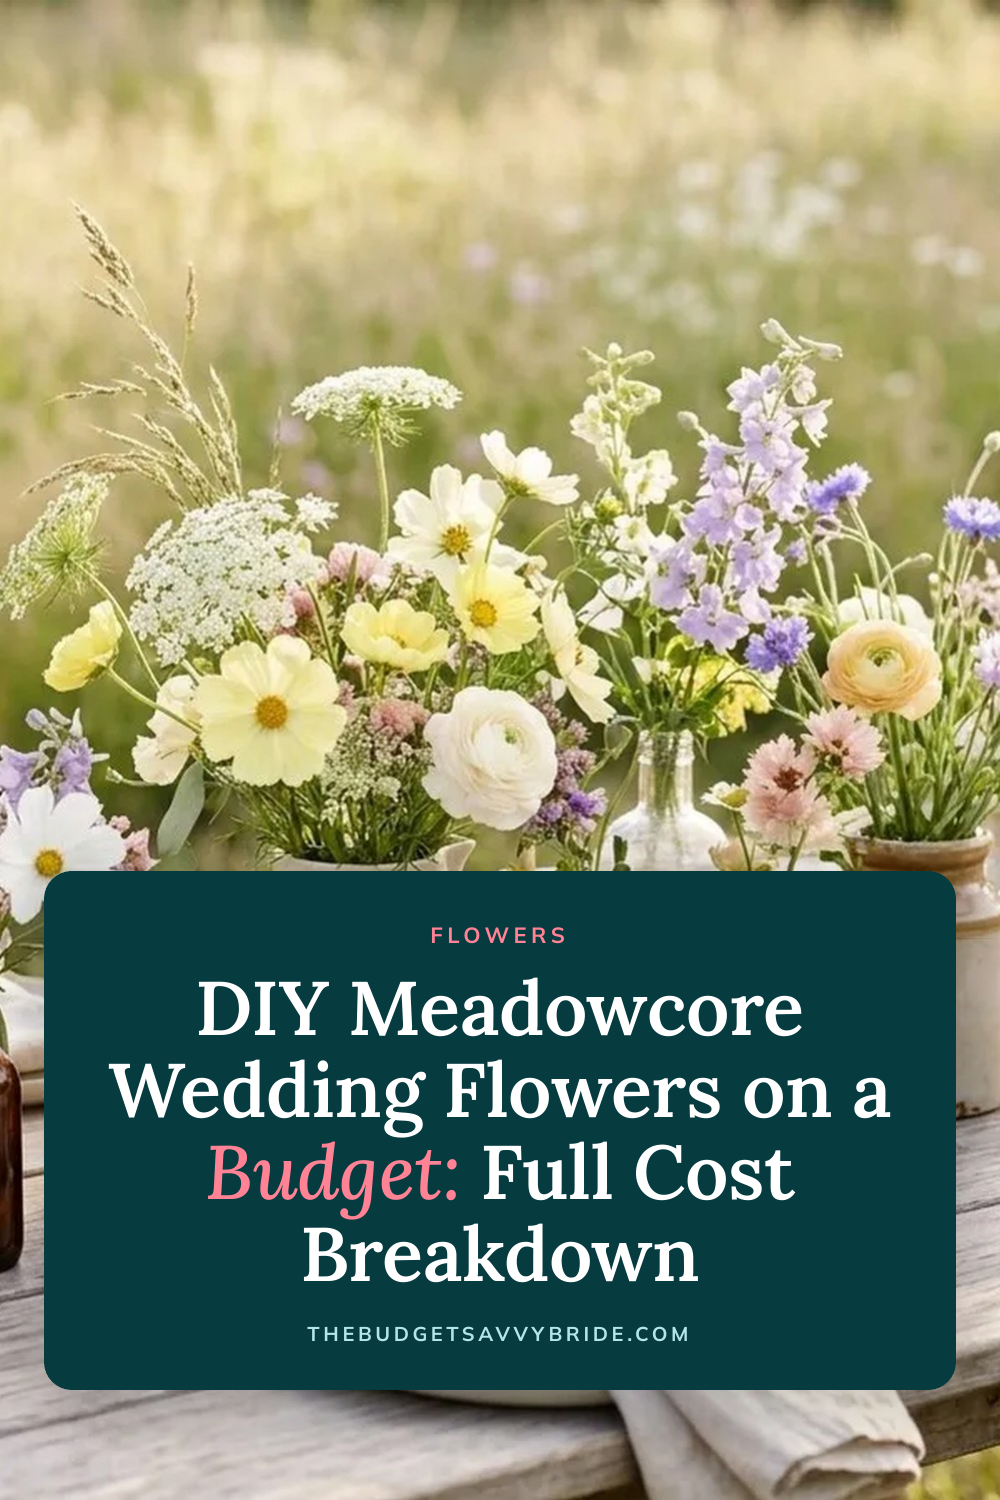 FLOWERS
DIY Meadowcore
Wedding Flowers on a
Budget: Full Cost
Breakdown
THEBUDGETSAVVYBRIDE.COM